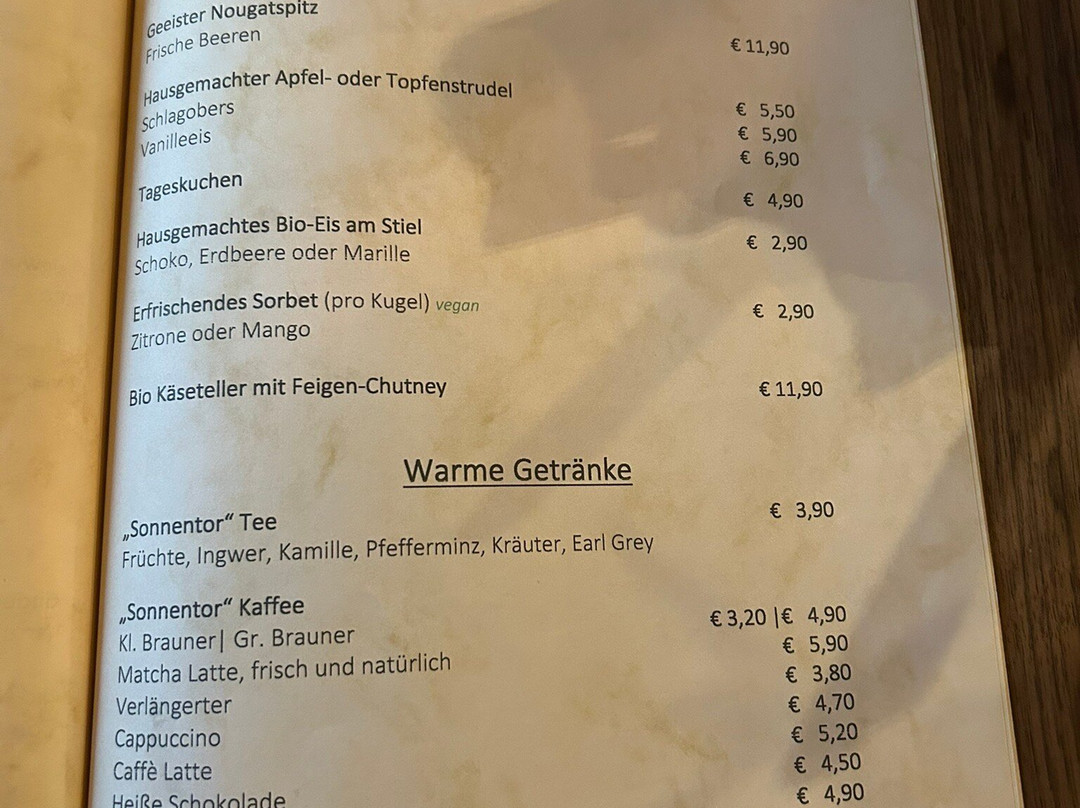 Geeister Nougatspitz € 11,90
Frische Beeren
Hausgemachter Apfel- oder Topfenstrudel € 5,50
Schlagobers € 5,90
Vanilleeis € 6,90
Tageskuchen € 4,90
Hausgemachtes Bio-Eis am Stiel € 2,90
Schoko, Erdbeere oder Marille
Erfrischendes Sorbet (pro Kugel) vegan € 2,90
Zitrone oder Mango
Bio Käseteller mit Feigen-Chutney € 11,90
Warme Getränke
„Sonnentor“ Tee € 3,90
Früchte, Ingwer, Kamille, Pfefferminz, Kräuter, Earl Grey
„Sonnentor“ Kaffee
Kl. Brauner| Gr. Brauner € 3,20 |€ 4,90
Matcha Latte, frisch und natürlich € 5,90
Verlängerter € 3,80
Cappuccino € 4,70
Caffè Latte € 5,20
Heiße Schokolade € 4,50
€ 4,90